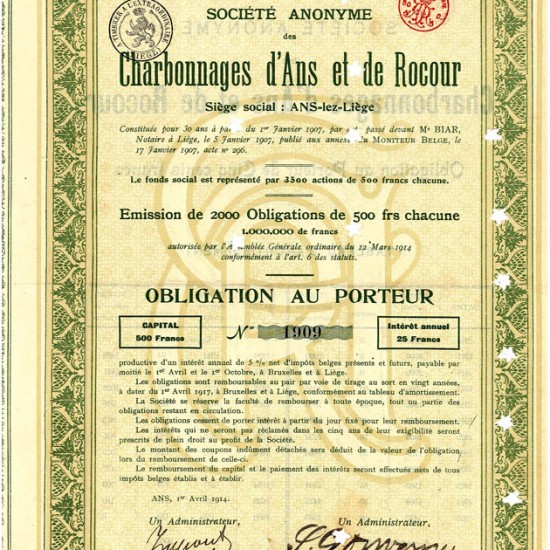 A TIMBRER A L'EXTRAORDINAIRE
LIÉGE
SOCIÉTÉ ANONYME
des
Charbonnages d'Ans et de Rocour
Siège social : ANS-lez-Liège
Constituée pour 30 ans à pa du 1er Janvier 1907, par passé devant Me BIAR,
Notaire à Liège, le 5 Janvier 1907, publié aux annex du MONITEUR BELGE, le
17 Janvier 1907, acte no 296.
Le fonds social est représenté par 3500 actions de 500 francs chacune.
Emission de 2000 Obligations de 500 frs chacune
1.000.000 de francs
autorisée par l'A emblée Générale ordinaire du 12 Mars 1914
conformément à l'art. 6 des statuts.
OBLIGATION AU PORTEUR
CAPITAL
500 Francs
No 1909
Intérêt annuel
25 Francs
productive d'un intérêt annuel de 5 % net d'impôts belges présents et futurs, payable par
moitié le 1er Avril et le 1er Octobre, à Bruxelles et à Liège.
Les obligations sont remboursables au pair par voie de tirage au sort en vingt années,
à dater du 1er Avril 1917, à Bruxelles et à Liège, conformément au tableau d'amortissement.
La Société se réserve la faculté de rembourser à toute époque, tout ou partie des
obligations restant en circulation.
Les obligations cessent de porter intérêt à partir du jour fixé pour leur remboursement.
Les intérêts qui ne seront pas réclamés dans les cinq ans de leur exigibilité seront
prescrits de plein droit au profit de la Société.
Le montant des coupons indûment détachés sera déduit de la valeur de l'obligation,
lors du remboursement de celle-ci.
Le remboursement du capital et le paiement des intérêts seront effectués nets de tous
impôts belges établis et à établir.
ANS, 1er Avril 1914.
Un Administrateur,
Un Administrateur,